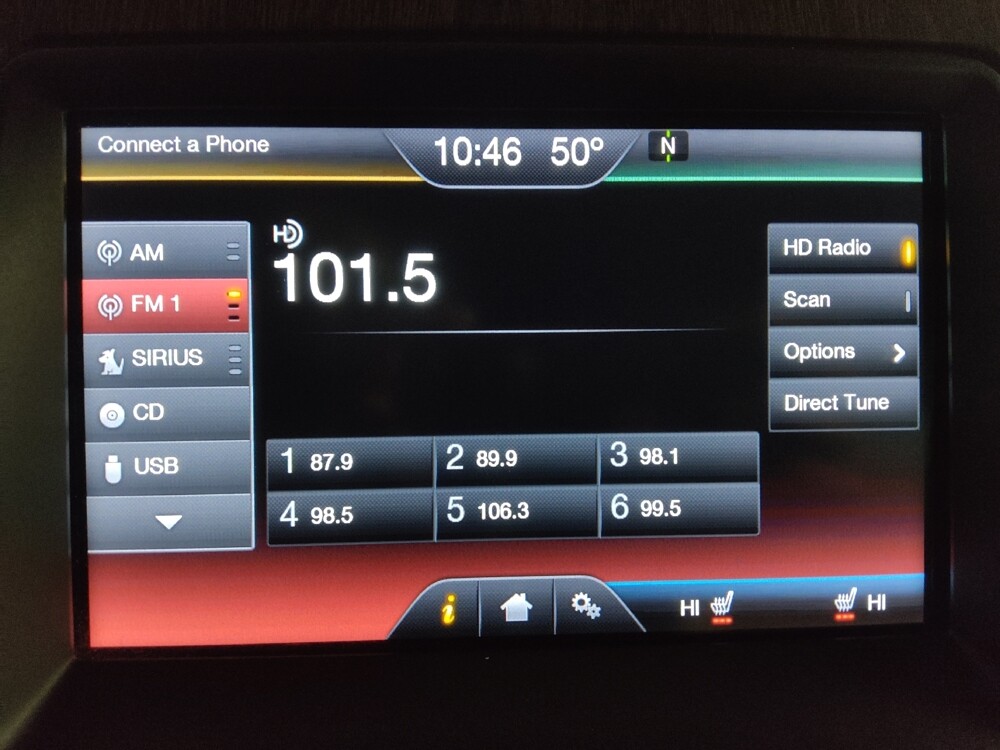 Connect a Phone
10:46 50° N
AM
FM 1
SIRIUS
CD
USB
HD
101.5
HD Radio
Scan
Options
Direct Tune
1 87.9 2 89.9 3 98.1
4 98.5 5 106.3 6 99.5
i
HI HI